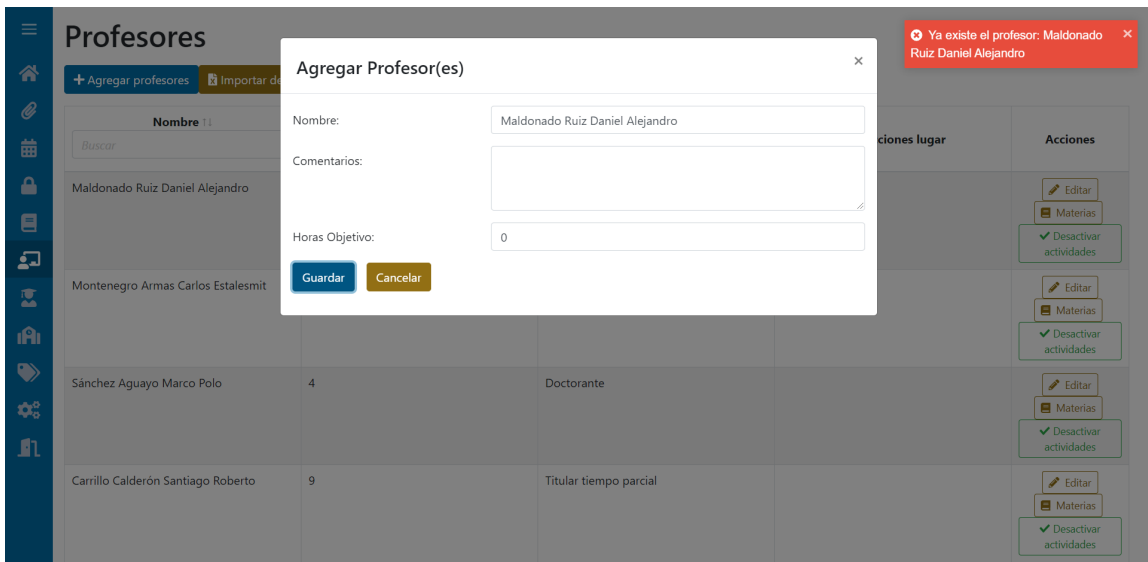 Profesores
Ya existe el profesor: Maldonado
Ruiz Daniel Alejandro
Agregar profesores
Importar de
Agregar Profesor(es)
Nombre:
Maldonado Ruiz Daniel Alejandro
Comentarios:
Horas Objetivo:
0
Guardar
Cancelar
Nombre
Buscar
ciones lugar
Acciones
Maldonado Ruiz Daniel Alejandro
Editar
Materias
Desactivar
actividades
Montenegro Armas Carlos Estalesmit
Editar
Materias
Desactivar
actividades
Sánchez Aguayo Marco Polo
4
Doctorante
Editar
Materias
Desactivar
actividades
Carrillo Calderón Santiago Roberto
9
Titular tiempo parcial
Editar
Materias
Desactivar
actividades